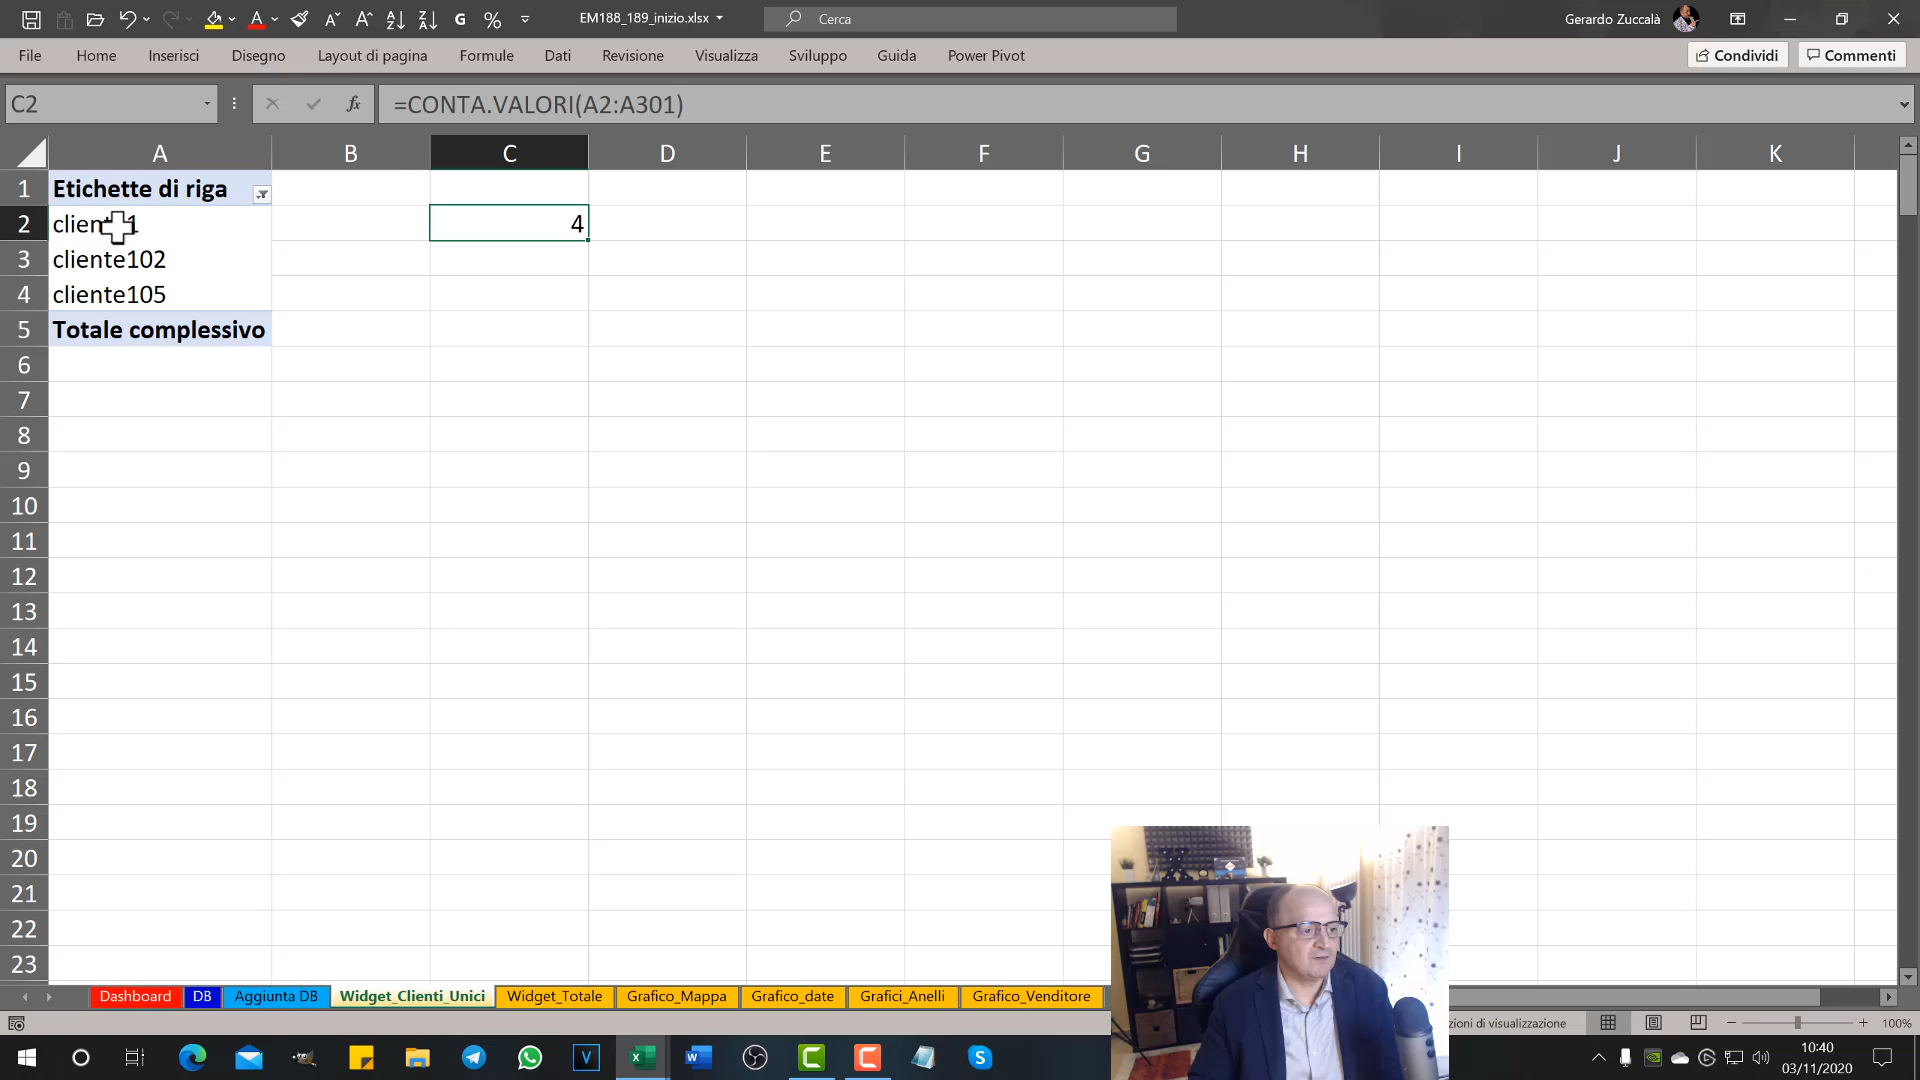 EM188_189_inizio.xlsx
Cerca
Gerardo Zuccalà
File Home Inserisci Disegno Layout di pagina Formule Dati Revisione Visualizza Sviluppo Guida Power Pivot
Condividi Commenti
C2 fx =CONTA.VALORI(A2:A301)
A B C D E F G H I J K
1 Etichette di riga
2 4
3 cliente102
4 cliente105
5 Totale complessivo
6
7
8
9
10
11
12
13
14
15
16
17
18
19
20
21
22
23
Dashboard DB Aggiunta DB Widget_Clienti_Unici Widget_Totale Grafico_Mappa Grafico_date Grafici_Anelli Grafico_Venditore
di visualizzazione 100%
10:40
03/11/2020